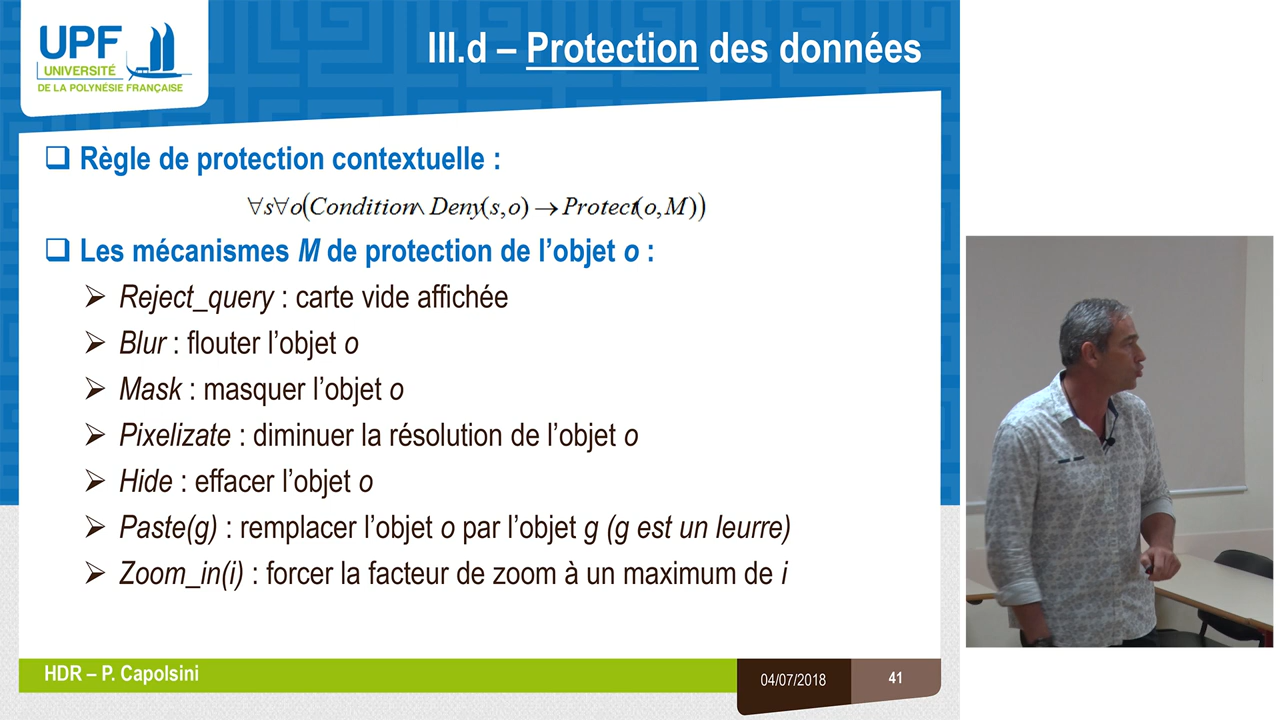 UPF
UNIVERSITÉ
DE LA POLYNÉSIE FRANÇAISE
III.d – Protection des données
❑ Règle de protection contextuelle :
∀s∀o(Condition∧ Deny(s,o) → Protect(o,M))
❑ Les mécanismes M de protection de l’objet o :
➢ Reject_query : carte vide affichée
➢ Blur : flouter l’objet o
➢ Mask : masquer l’objet o
➢ Pixelizate : diminuer la résolution de l’objet o
➢ Hide : effacer l’objet o
➢ Paste(g) : remplacer l’objet o par l’objet g (g est un leurre)
➢ Zoom_in(i) : forcer la facteur de zoom à un maximum de i
HDR – P. Capolsini
04/07/2018
41